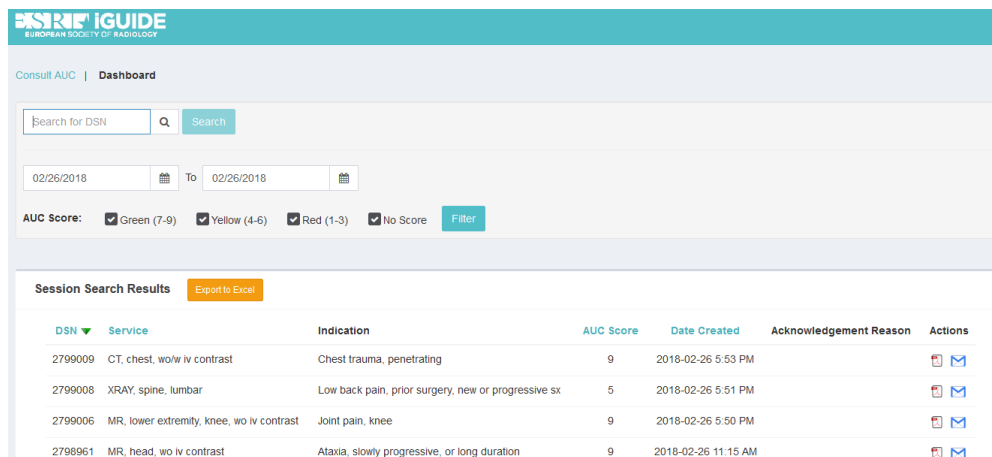 ESR iGUIDE
EUROPEAN SOCIETY OF RADIOLOGY
Consult AUC | Dashboard
Search for DSN Search
02/26/2018 To 02/26/2018
AUC Score: Green (7-9) Yellow (4-6) Red (1-3) No Score Filter
Session Search Results Export to Excel
DSN Service Indication AUC Score Date Created Acknowledgement Reason Actions
2799009 CT, chest, wo/w iv contrast Chest trauma, penetrating 9 2018-02-26 5:53 PM
2799008 XRAY, spine, lumbar Low back pain, prior surgery, new or progressive sx 5 2018-02-26 5:51 PM
2799006 MR, lower extremity, knee, wo iv contrast Joint pain, knee 9 2018-02-26 5:50 PM
2798961 MR, head, wo iv contrast Ataxia, slowly progressive, or long duration 9 2018-02-26 11:15 AM